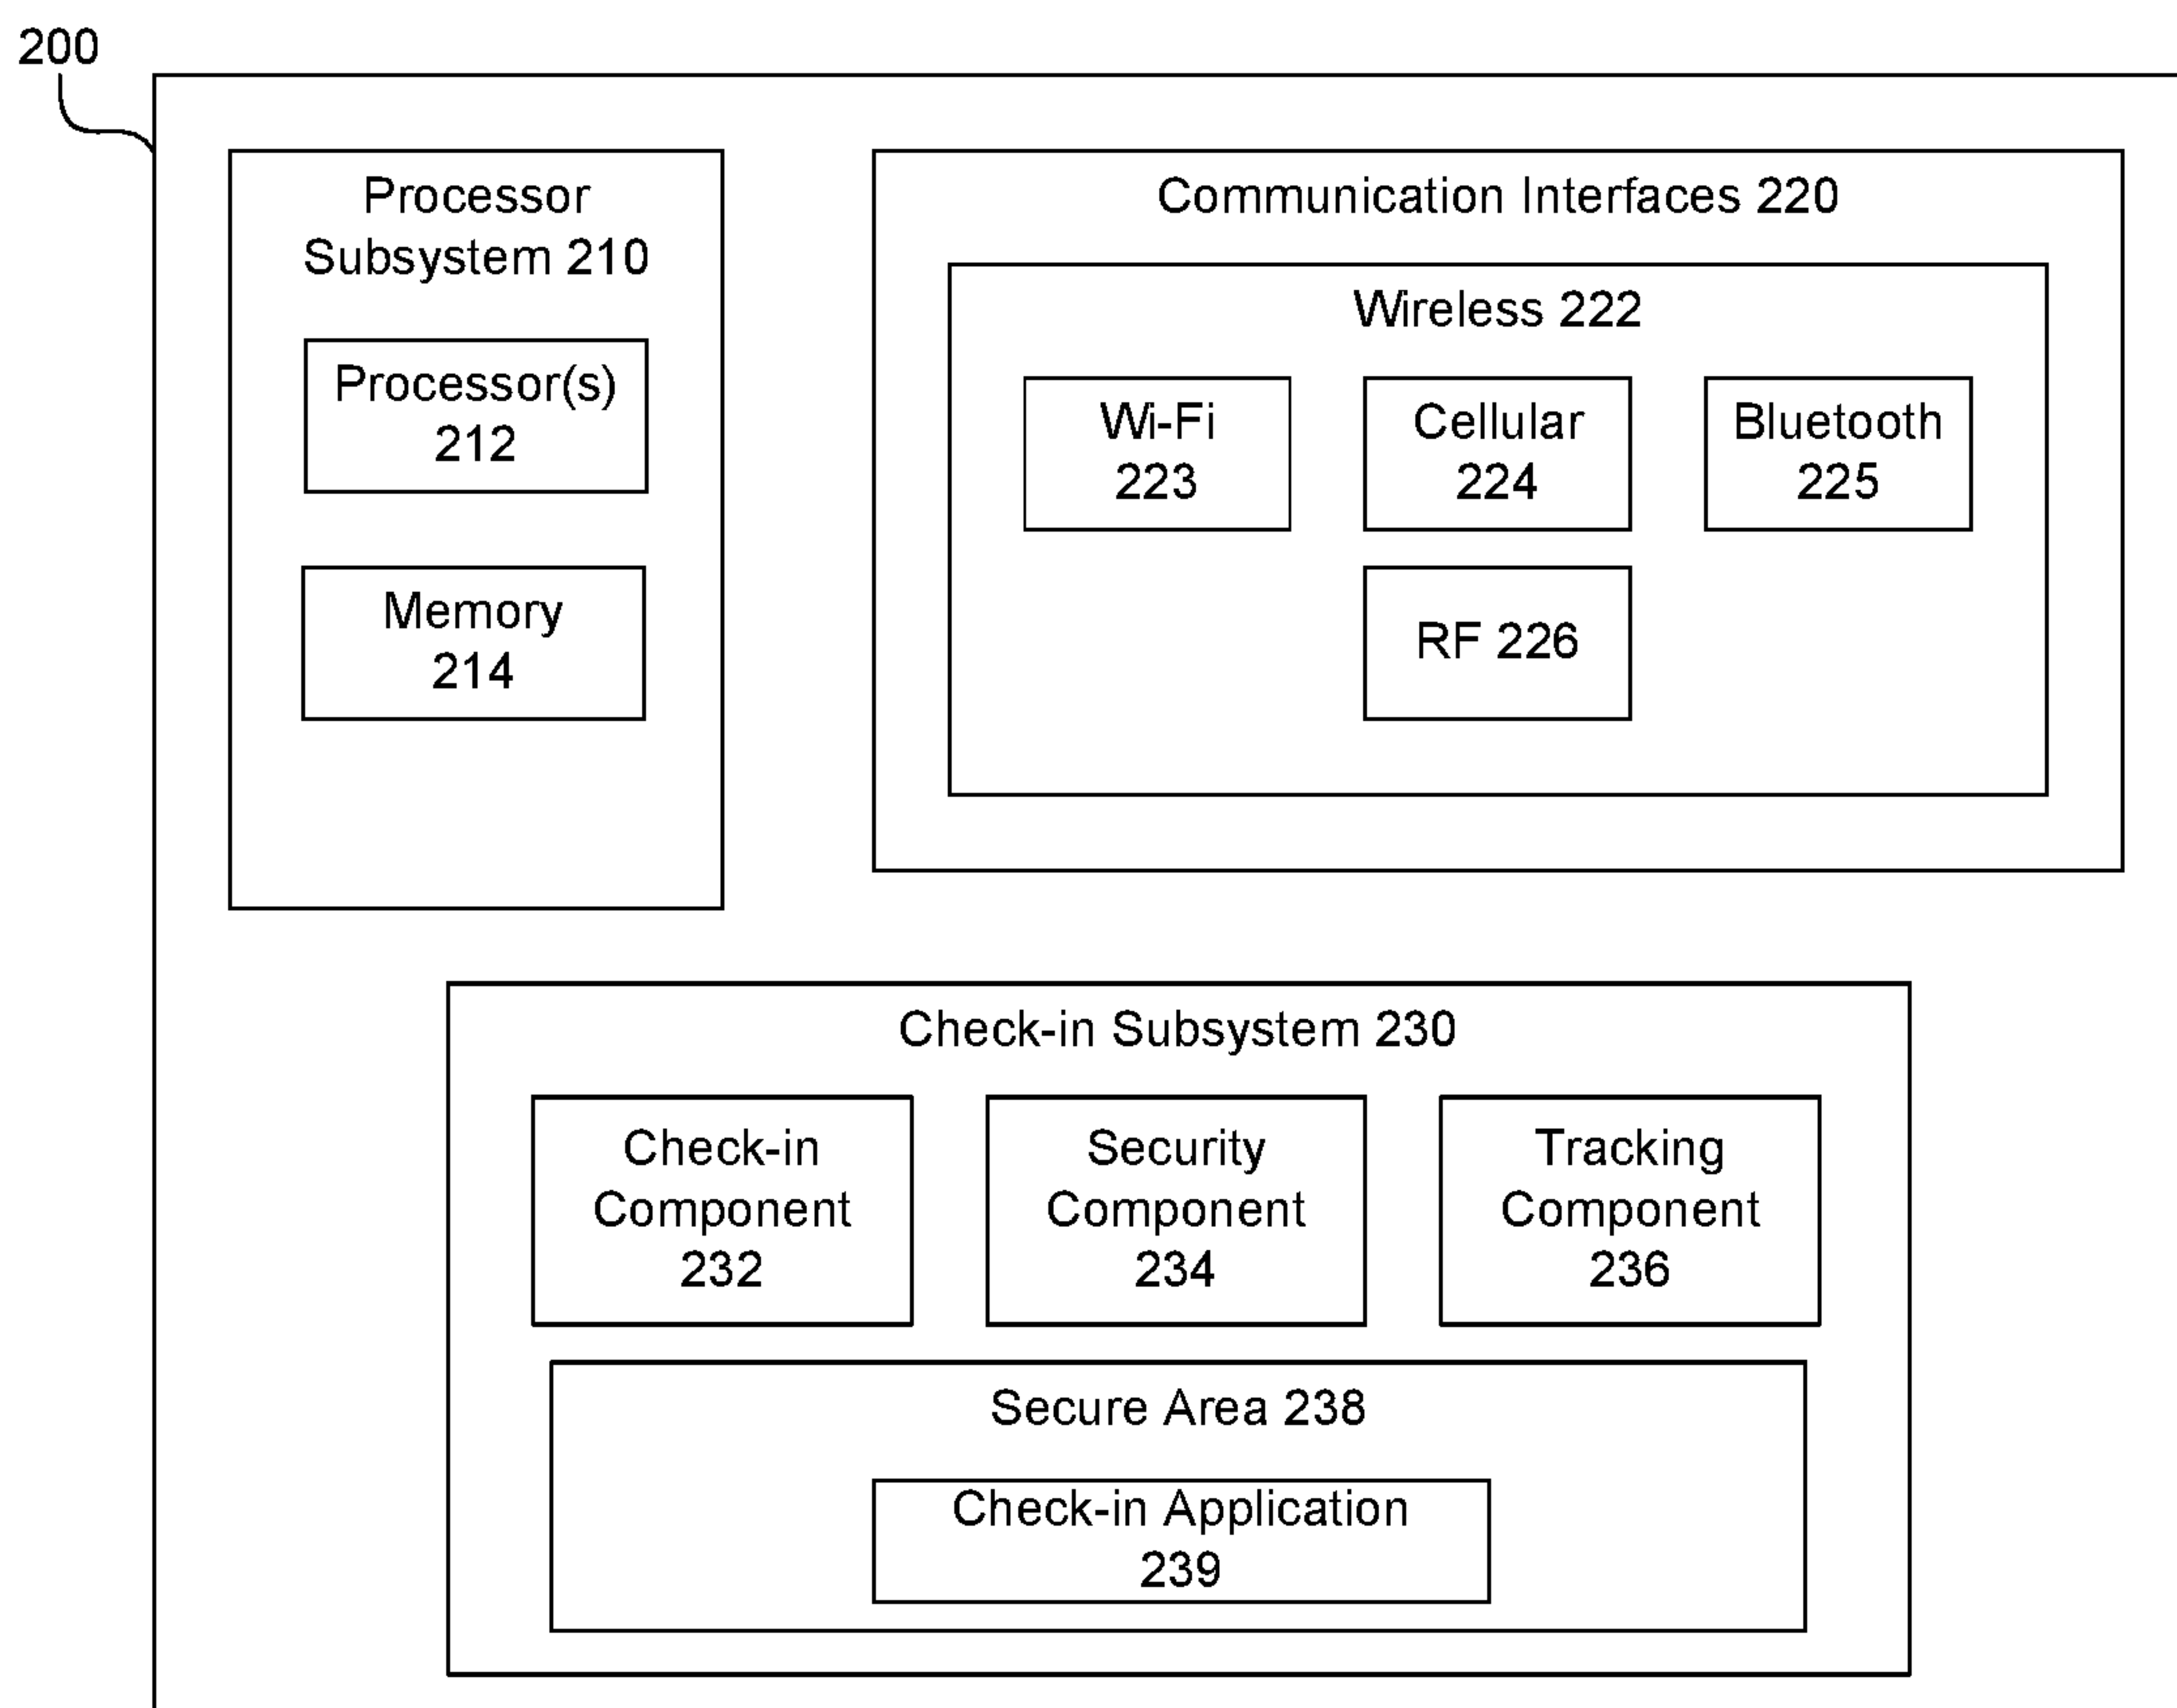 200
Processor
Subsystem 210
Processor(s)
212
Memory
214
Communication Interfaces 220
Wireless 222
Wi-Fi
223
Cellular
224
Bluetooth
225
RF 226
Check-in Subsystem 230
Check-in
Component
232
Security
Component
234
Tracking
Component
236
Secure Area 238
Check-in Application
239